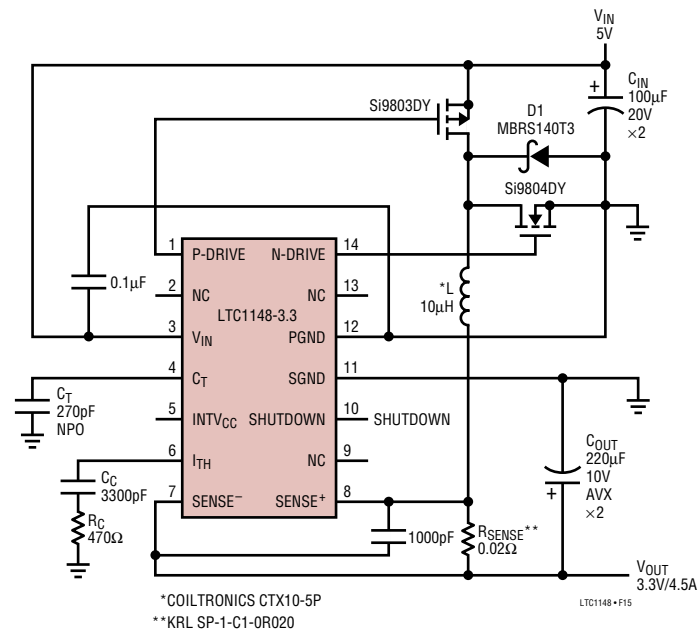 VIN
5V
Si9803DY
D1
MBRS140T3
+
CIN
100µF
20V
×2
Si9804DY
0.1µF
*L
10µH
1 P-DRIVE
N-DRIVE 14
2 NC
NC 13
LTC1148-3.3
3 VIN
PGND 12
4 CT
SGND 11
5 INTVCC
SHUTDOWN 10 SHUTDOWN
6 ITH
NC 9
7 SENSE–
SENSE+ 8
CT
270pF
NPO
CC
3300pF
RC
470Ω
1000pF
RSENSE**
0.02Ω
COUT
220µF
10V
AVX
×2
+
VOUT
3.3V/4.5A
*COILTRONICS CTX10-5P
**KRL SP-1-C1-0R020
LTC1148 • F15